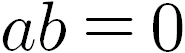 ab = 0